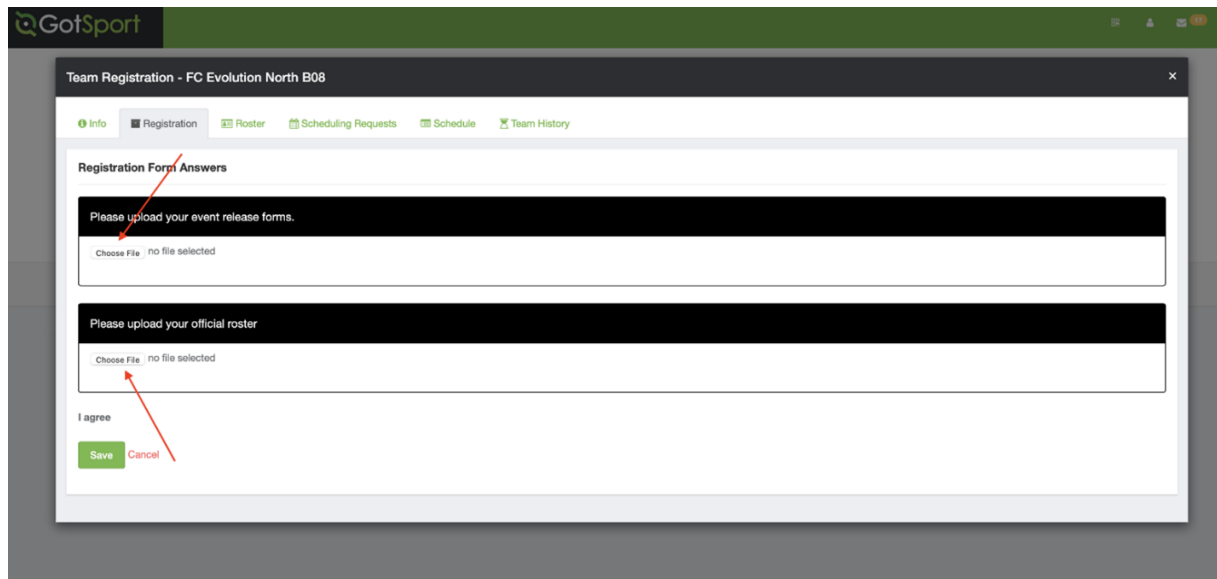 GotSport
Team Registration - FC Evolution North B08
×
Info Registration Roster Scheduling Requests Schedule Team History
Registration Form Answers
Please upload your event release forms.
Choose File no file selected
Please upload your official roster
Choose File no file selected
I agree
Save Cancel